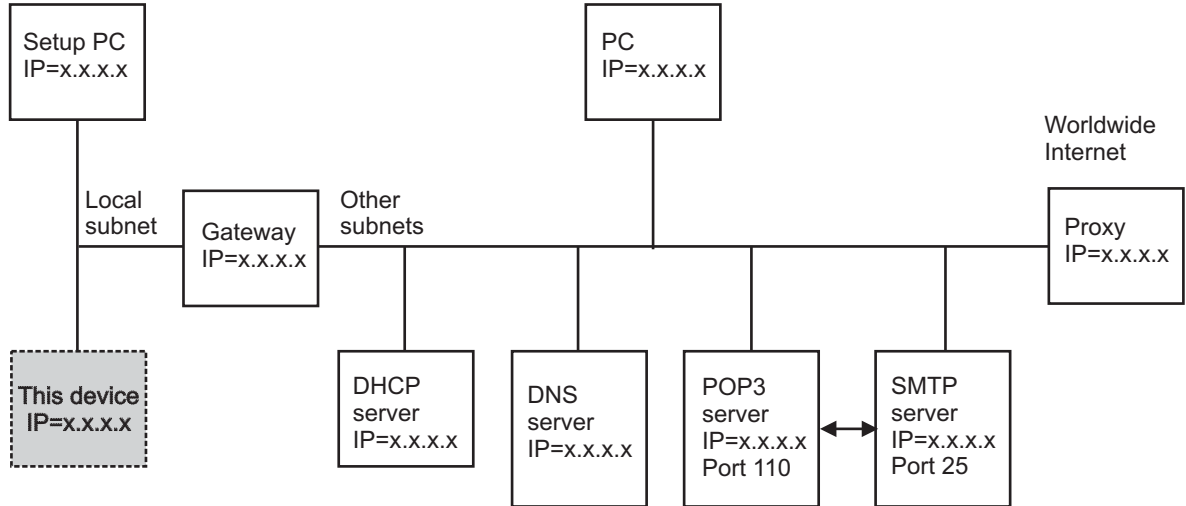 Setup PC
IP=x.x.x.x
PC
IP=x.x.x.x
Worldwide
Internet
Local
subnet
Gateway
IP=x.x.x.x
Other
subnets
Proxy
IP=x.x.x.x
This device
IP=x.x.x.x
DHCP
server
IP=x.x.x.x
DNS
server
IP=x.x.x.x
POP3
server
IP=x.x.x.x
Port 110
SMTP
server
IP=x.x.x.x
Port 25